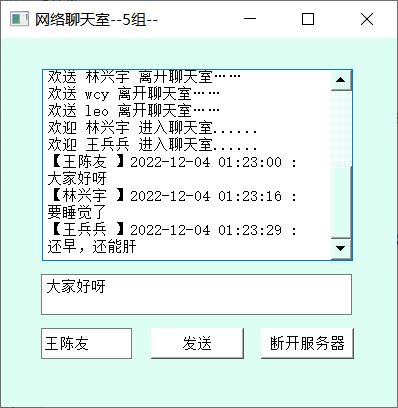 网络聊天室--5组--
欢送 林兴宇 离开聊天室……
欢送 wcy 离开聊天室……
欢送 leo 离开聊天室……
欢迎 林兴宇 进入聊天室......
欢迎 王兵兵 进入聊天室......
【王陈友 】2022-12-04 01:23:00 :
大家好呀
【林兴宇 】2022-12-04 01:23:16 :
要睡觉了
【王兵兵 】2022-12-04 01:23:29 :
还早，还能肝
大家好呀
王陈友 发送 断开服务器